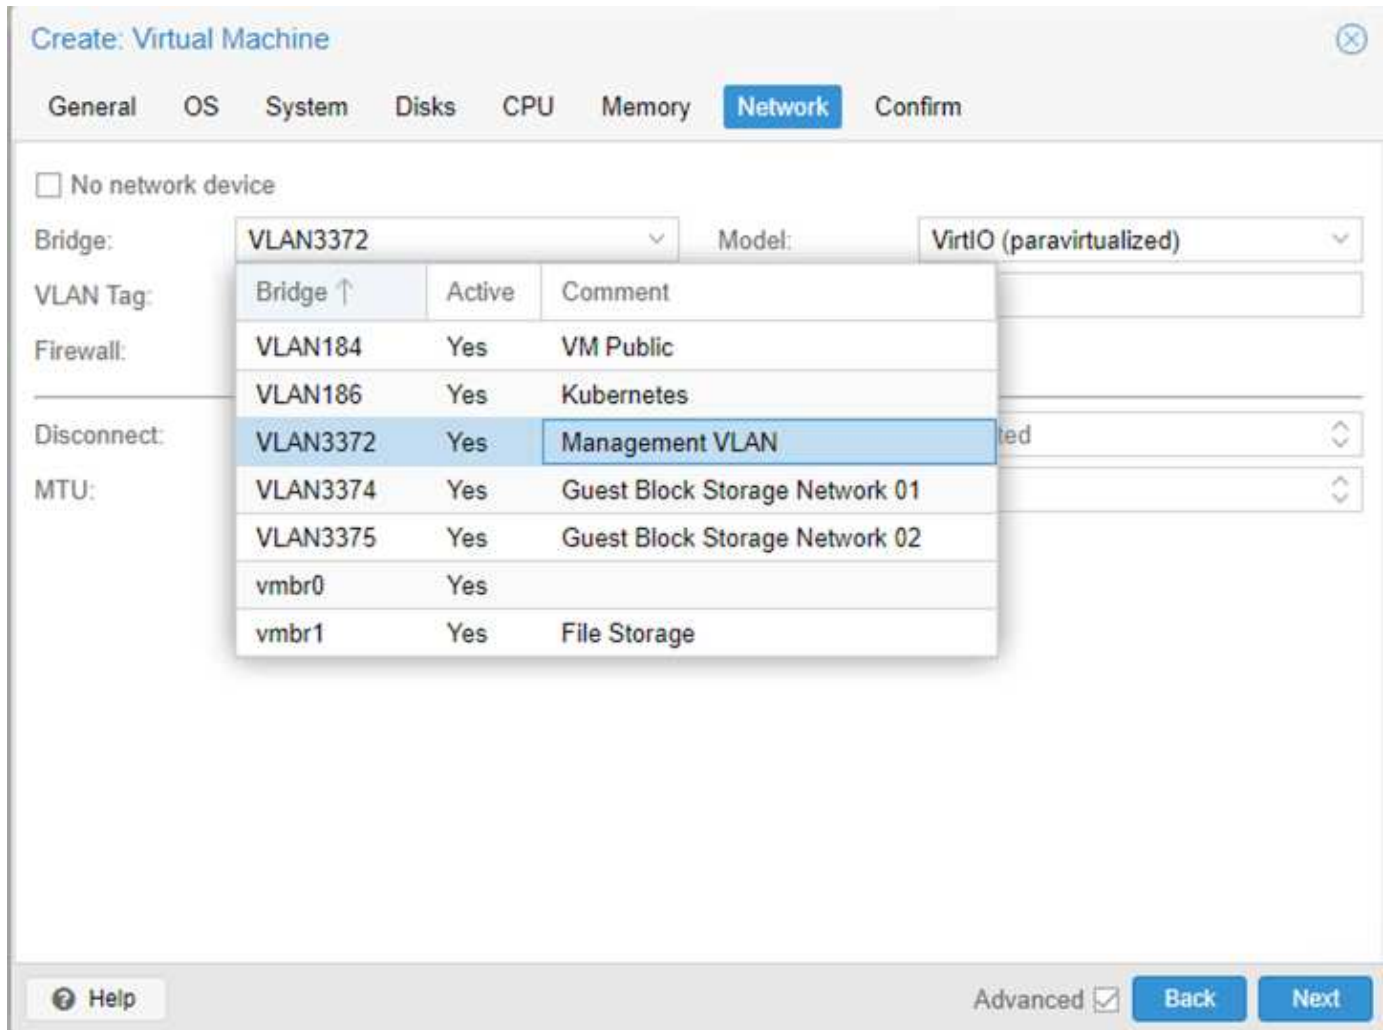 Create: Virtual Machine
General OS System Disks CPU Memory Network Confirm
No network device
Bridge: VLAN3372 Model: VirtIO (paravirtualized)
VLAN Tag:
Firewall:
Disconnect:
MTU:
Bridge ↑ Active Comment
VLAN184 Yes VM Public
VLAN186 Yes Kubernetes
VLAN3372 Yes Management VLAN
VLAN3374 Yes Guest Block Storage Network 01
VLAN3375 Yes Guest Block Storage Network 02
vmbr0 Yes
vmbr1 Yes File Storage
Help Advanced Back Next